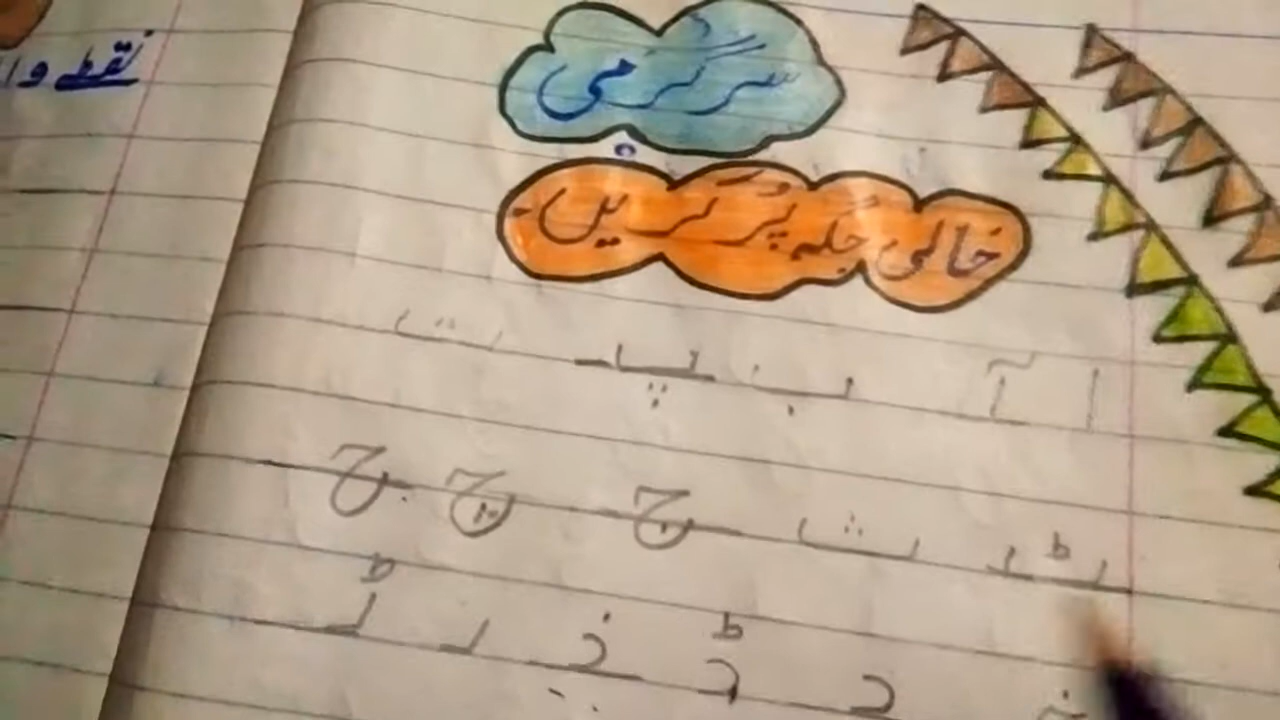 نقطے
سرگرمی
خالی جگہ پُر کریں۔
ا آ ب پ ت
ٹ ث ج چ ح
د ڈ ذ ر ڑ